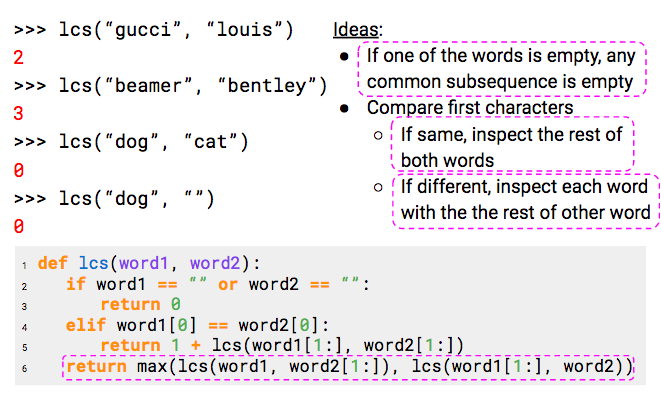 >>> lcs(“gucci”, “louis”)
2
>>> lcs(“beamer”, “bentley”)
3
>>> lcs(“dog”, “cat”)
0
>>> lcs(“dog”, “”)
0
Ideas:
● If one of the words is empty, any
common subsequence is empty
● Compare first characters
○ If same, inspect the rest of
both words
○ If different, inspect each word
with the the rest of other word
1 def lcs(word1, word2):
2 if word1 == “” or word2 == “”:
3 return 0
4 elif word1[0] == word2[0]:
5 return 1 + lcs(word1[1:], word2[1:])
6 return max(lcs(word1, word2[1:]), lcs(word1[1:], word2))